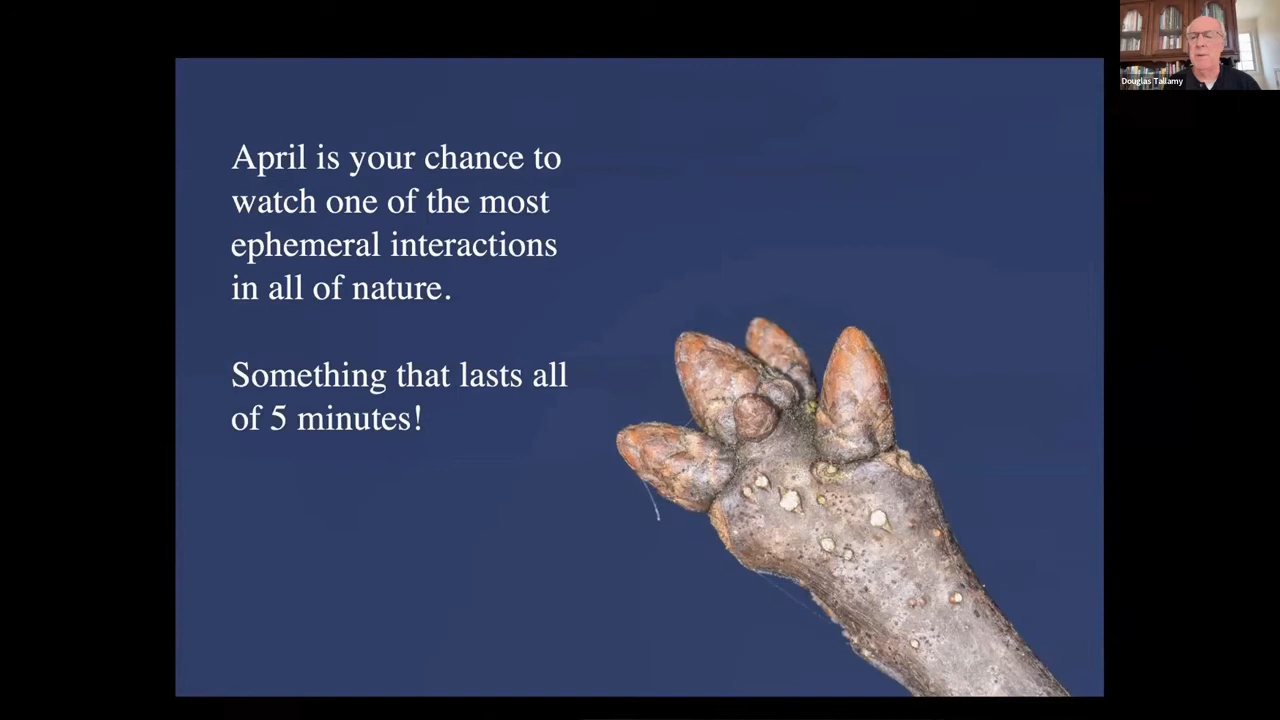 Douglas Tallamy
April is your chance to
watch one of the most
ephemeral interactions
in all of nature.
Something that lasts all
of 5 minutes!